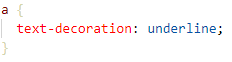 a {
text-decoration: underline;
}